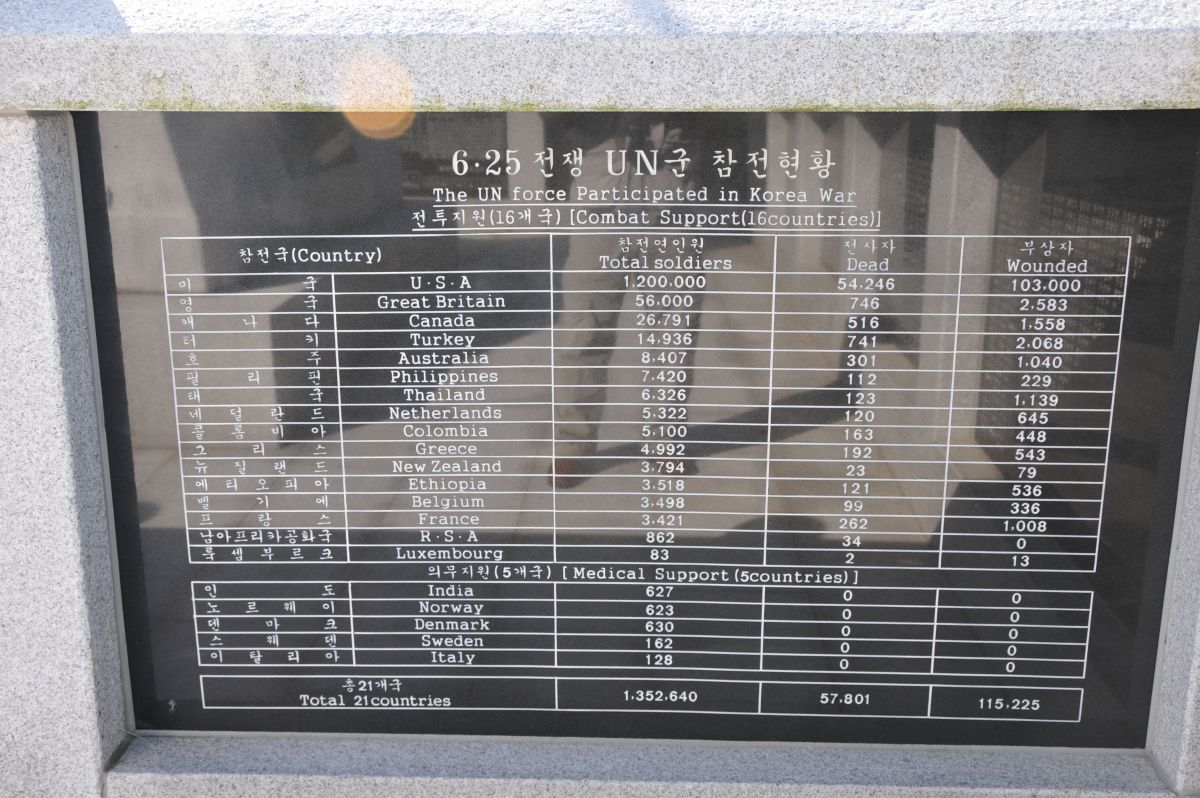 6·25 전쟁 UN군 참전현황
The UN force Participated in Korea War
전투지원(16개국) [Combat Support(16countries)]
참전국(Country) 참전연인원 Total soldiers 전사자 Dead 부상자 Wounded
미국 U·S·A 1,200,000 54,246 103,000
영국 Great Britain 56,000 746 2,583
캐나다 Canada 26,791 516 1,558
터키 Turkey 14,936 741 2,068
호주 Australia 8,407 301 1,040
필리핀 Philippines 7,420 112 229
태국 Thailand 6,326 123 1,139
네덜란드 Netherlands 5,322 120 645
콜롬비아 Colombia 5,100 163 448
그리스 Greece 4,992 192 543
뉴질랜드 New Zealand 3,794 23 79
에티오피아 Ethiopia 3,518 121 536
벨기에 Belgium 3,498 99 336
프랑스 France 3,421 262 1,008
남아프리카공화국 R·S·A 862 34 0
룩셈부르크 Luxembourg 83 2 13
의무지원(5개국) [Medical Support(5countries)]
인도 India 627 0 0
노르웨이 Norway 623 0 0
덴마크 Denmark 630 0 0
스웨덴 Sweden 162 0 0
이탈리아 Italy 128 0 0
총21개국
Total 21countries 1,352,640 57,801 115,225